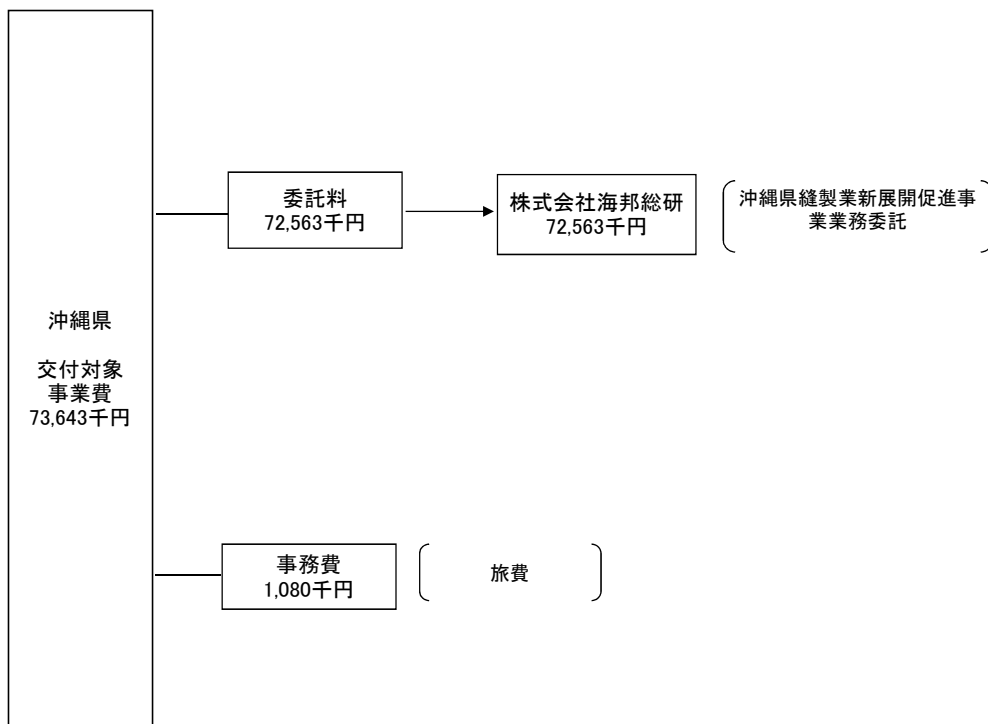 沖縄県
交付対象
事業費
73,643千円
委託料
72,563千円
株式会社海邦総研
72,563千円
沖縄県縫製業新展開促進事
業業務委託
事務費
1,080千円
旅費